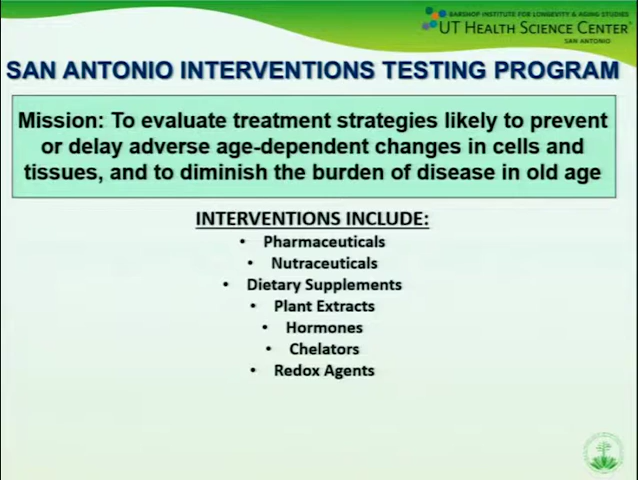 BARSHOP INSTITUTE FOR LONGEVITY & AGING STUDIES
UT HEALTH SCIENCE CENTER
SAN ANTONIO
SAN ANTONIO INTERVENTIONS TESTING PROGRAM
Mission: To evaluate treatment strategies likely to prevent
or delay adverse age-dependent changes in cells and
tissues, and to diminish the burden of disease in old age
INTERVENTIONS INCLUDE:
• Pharmaceuticals
• Nutraceuticals
• Dietary Supplements
• Plant Extracts
• Hormones
• Chelators
• Redox Agents